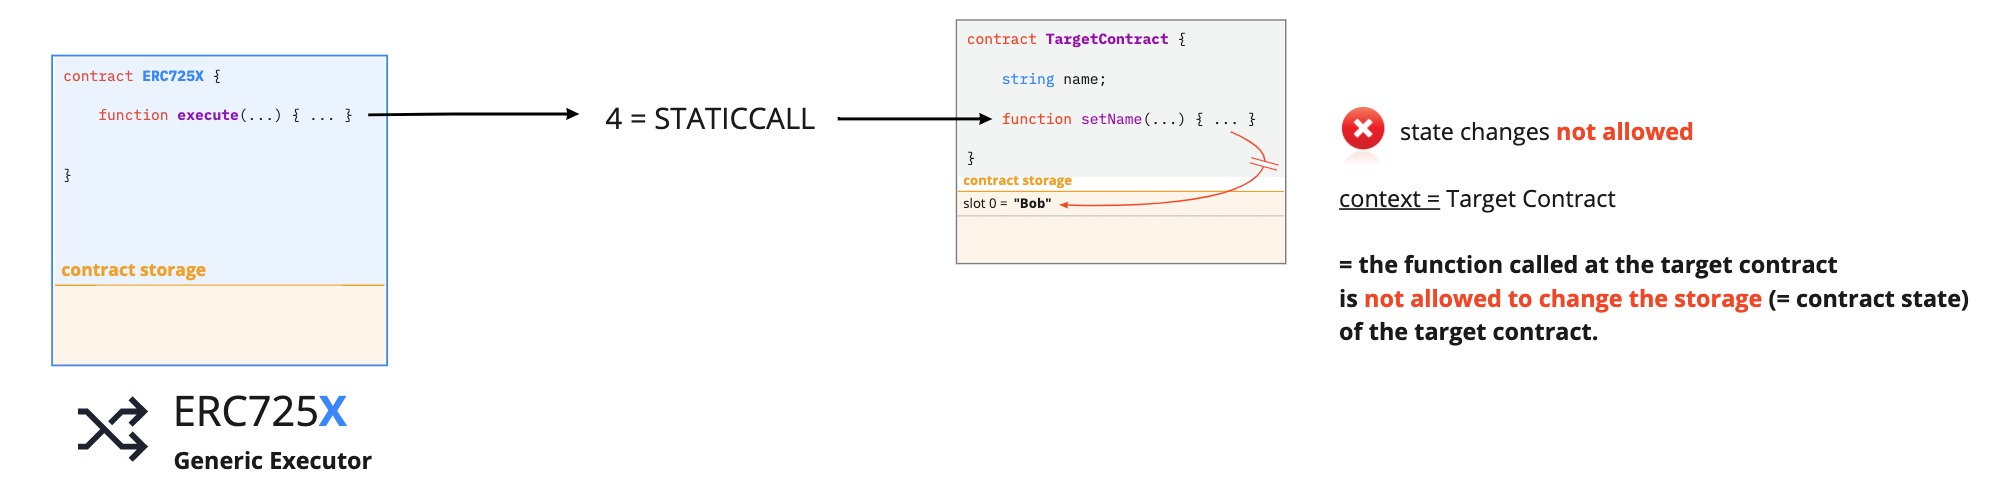 contract ERC725X {
function execute(...) { ... }
}
contract storage
ERC725X
Generic Executor
4 = STATICCALL
contract TargetContract {
string name;
function setName(...) { ... }
}
contract storage
slot 0 = "Bob"
state changes not allowed
context = Target Contract
= the function called at the target contract
is not allowed to change the storage (= contract state)
of the target contract.